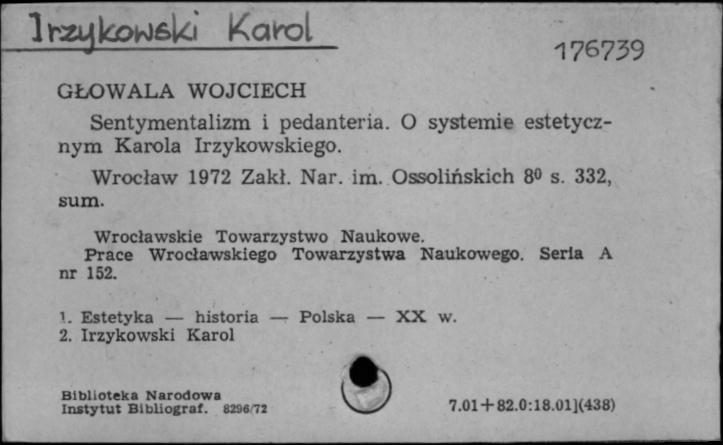 Irzykowski Karol
176739
GŁOWALA WOJCIECH
Sentymentalizm i pedanteria. O systemie estetycz-
nym Karola Irzykowskiego.
Wrocław 1972 Zakł. Nar. im. Ossolińskich 8⁰ s. 332,
sum.
Wrocławskie Towarzystwo Naukowe.
Prace Wrocławskiego Towarzystwa Naukowego. Seria A
nr 152.
1. Estetyka — historia — Polska — XX w.
2. Irzykowski Karol
Biblioteka Narodowa
Instytut Bibliograf. 8296/72
7.01+82.0:18.01](438)